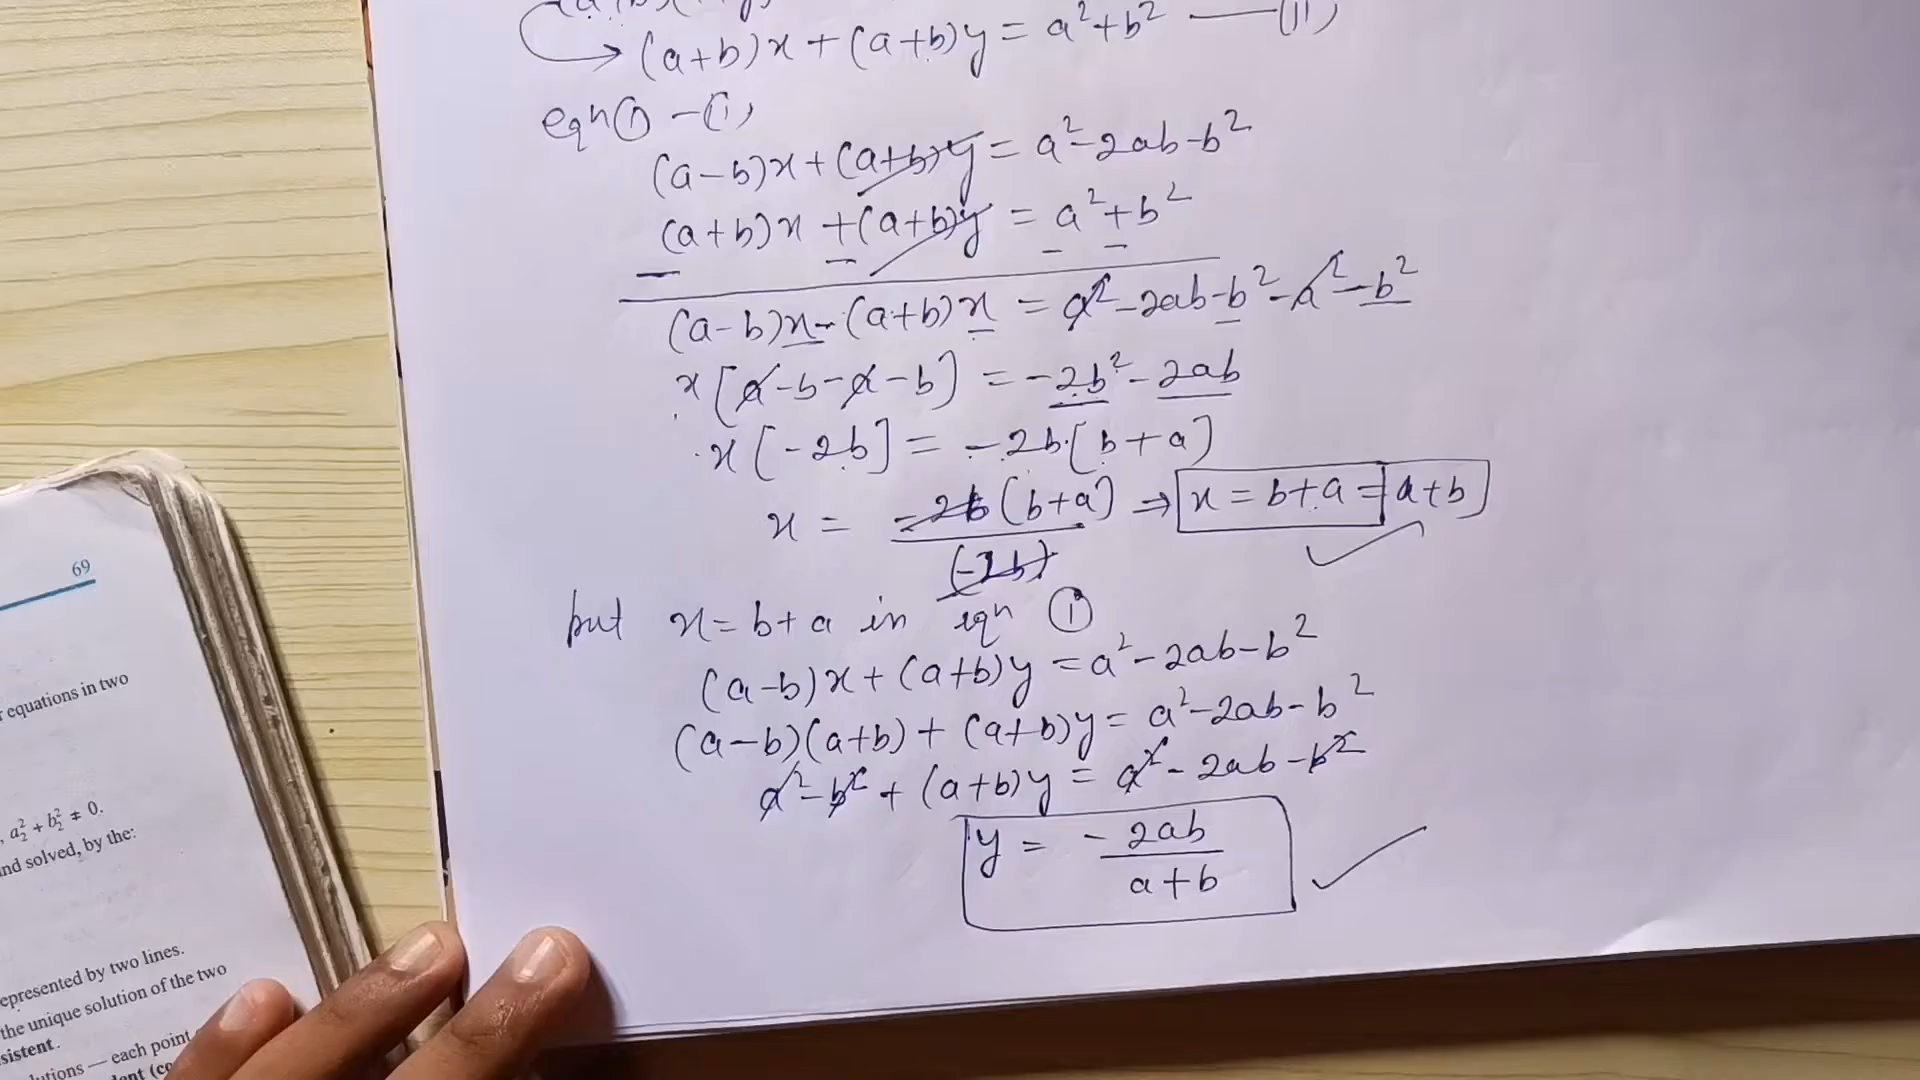 (a+b)x + (a+b)y = a² + b² —— (II)
eqn (I) - (I)
(a-b)x + (a+b)y = a² - 2ab - b²
(a+b)x + (a+b)y = a² + b²
- - - -
(a-b)x - (a+b)x = a² - 2ab - b² - a² - b²
x[a-b-a-b] = -2b² - 2ab
x[-2b] = -2b[b+a]
x = -2b(b+a) ⇒ x = b+a = a+b
(-2b)
put x = b+a in eqn (I)
(a-b)x + (a+b)y = a² - 2ab - b²
(a-b)(a+b) + (a+b)y = a² - 2ab - b²
a² - b² + (a+b)y = a² - 2ab - b²
y = -2ab
a+b
69
equations in two
, a₂² + b₂² ≠ 0.
nd solved, by the:
epresented by two lines.
the unique solution of the two
sistent.
lutions — each point